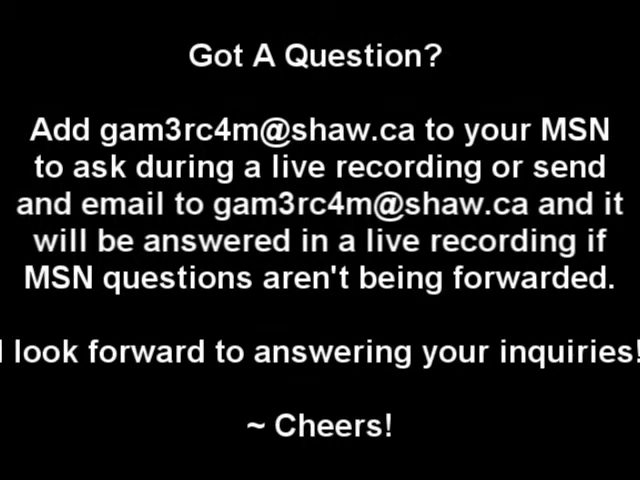 Got A Question?
Add gam3rc4m@shaw.ca to your MSN
to ask during a live recording or send
and email to gam3rc4m@shaw.ca and it
will be answered in a live recording if
MSN questions aren't being forwarded.
I look forward to answering your inquiries!
~ Cheers!